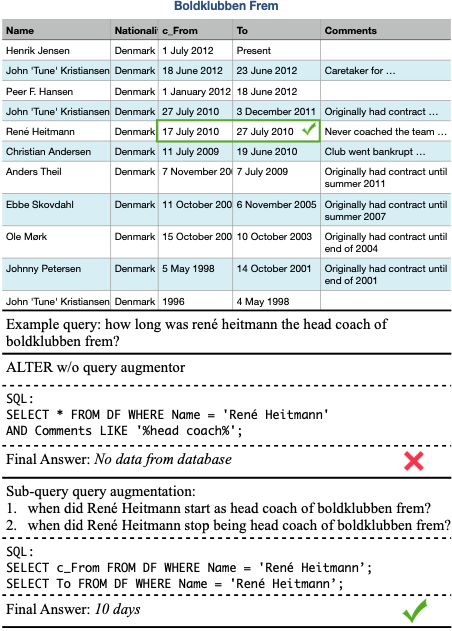 Boldklubben Frem
Name Nationali c_From To Comments
Henrik Jensen Denmark 1 July 2012 Present
John 'Tune' Kristiansen Denmark 18 June 2012 23 June 2012 Caretaker for ...
Peer F. Hansen Denmark 1 January 2012 18 June 2012
John 'Tune' Kristiansen Denmark 27 July 2010 3 December 2011 Originally had contract ...
René Heitmann Denmark 17 July 2010 27 July 2010 Never coached the team ...
Christian Andersen Denmark 11 July 2009 19 June 2010 Club went bankrupt ...
Anders Theil Denmark 7 November 20 7 July 2009 Originally had contract until
summer 2011
Ebbe Skovdahl Denmark 11 October 200 6 November 2005 Originally had contract until
summer 2007
Ole Mørk Denmark 15 October 200 10 October 2003 Originally had contract until
end of 2004
Johnny Petersen Denmark 5 May 1998 14 October 2001 Originally had contract until
end of 2001
John 'Tune' Kristiansen Denmark 1996 4 May 1998
Example query: how long was rené heitmann the head coach of
boldklubben frem?
ALTER w/o query augmentor
SQL:
SELECT * FROM DF WHERE Name = 'René Heitmann'
AND Comments LIKE '%head coach%';
Final Answer: No data from database
Sub-query query augmentation:
1. when did René Heitmann start as head coach of boldklubben frem?
2. when did René Heitmann stop being head coach of boldklubben frem?
SQL:
SELECT c_From FROM DF WHERE Name = 'René Heitmann’;
SELECT To FROM DF WHERE Name = 'René Heitmann’;
Final Answer: 10 days